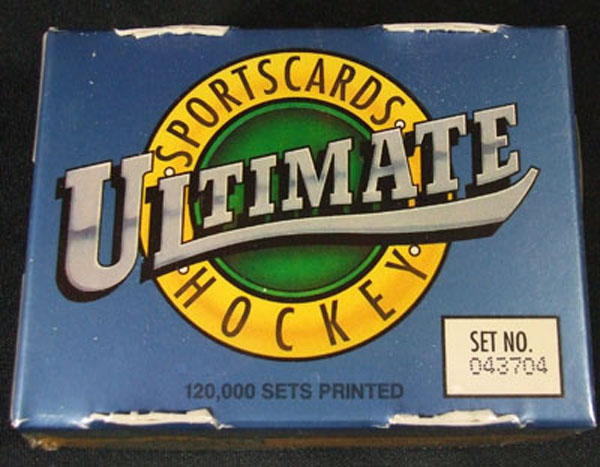 SPORTSCARDS
ULTIMATE
HOCKEY
120,000 SETS PRINTED
SET NO.
043704